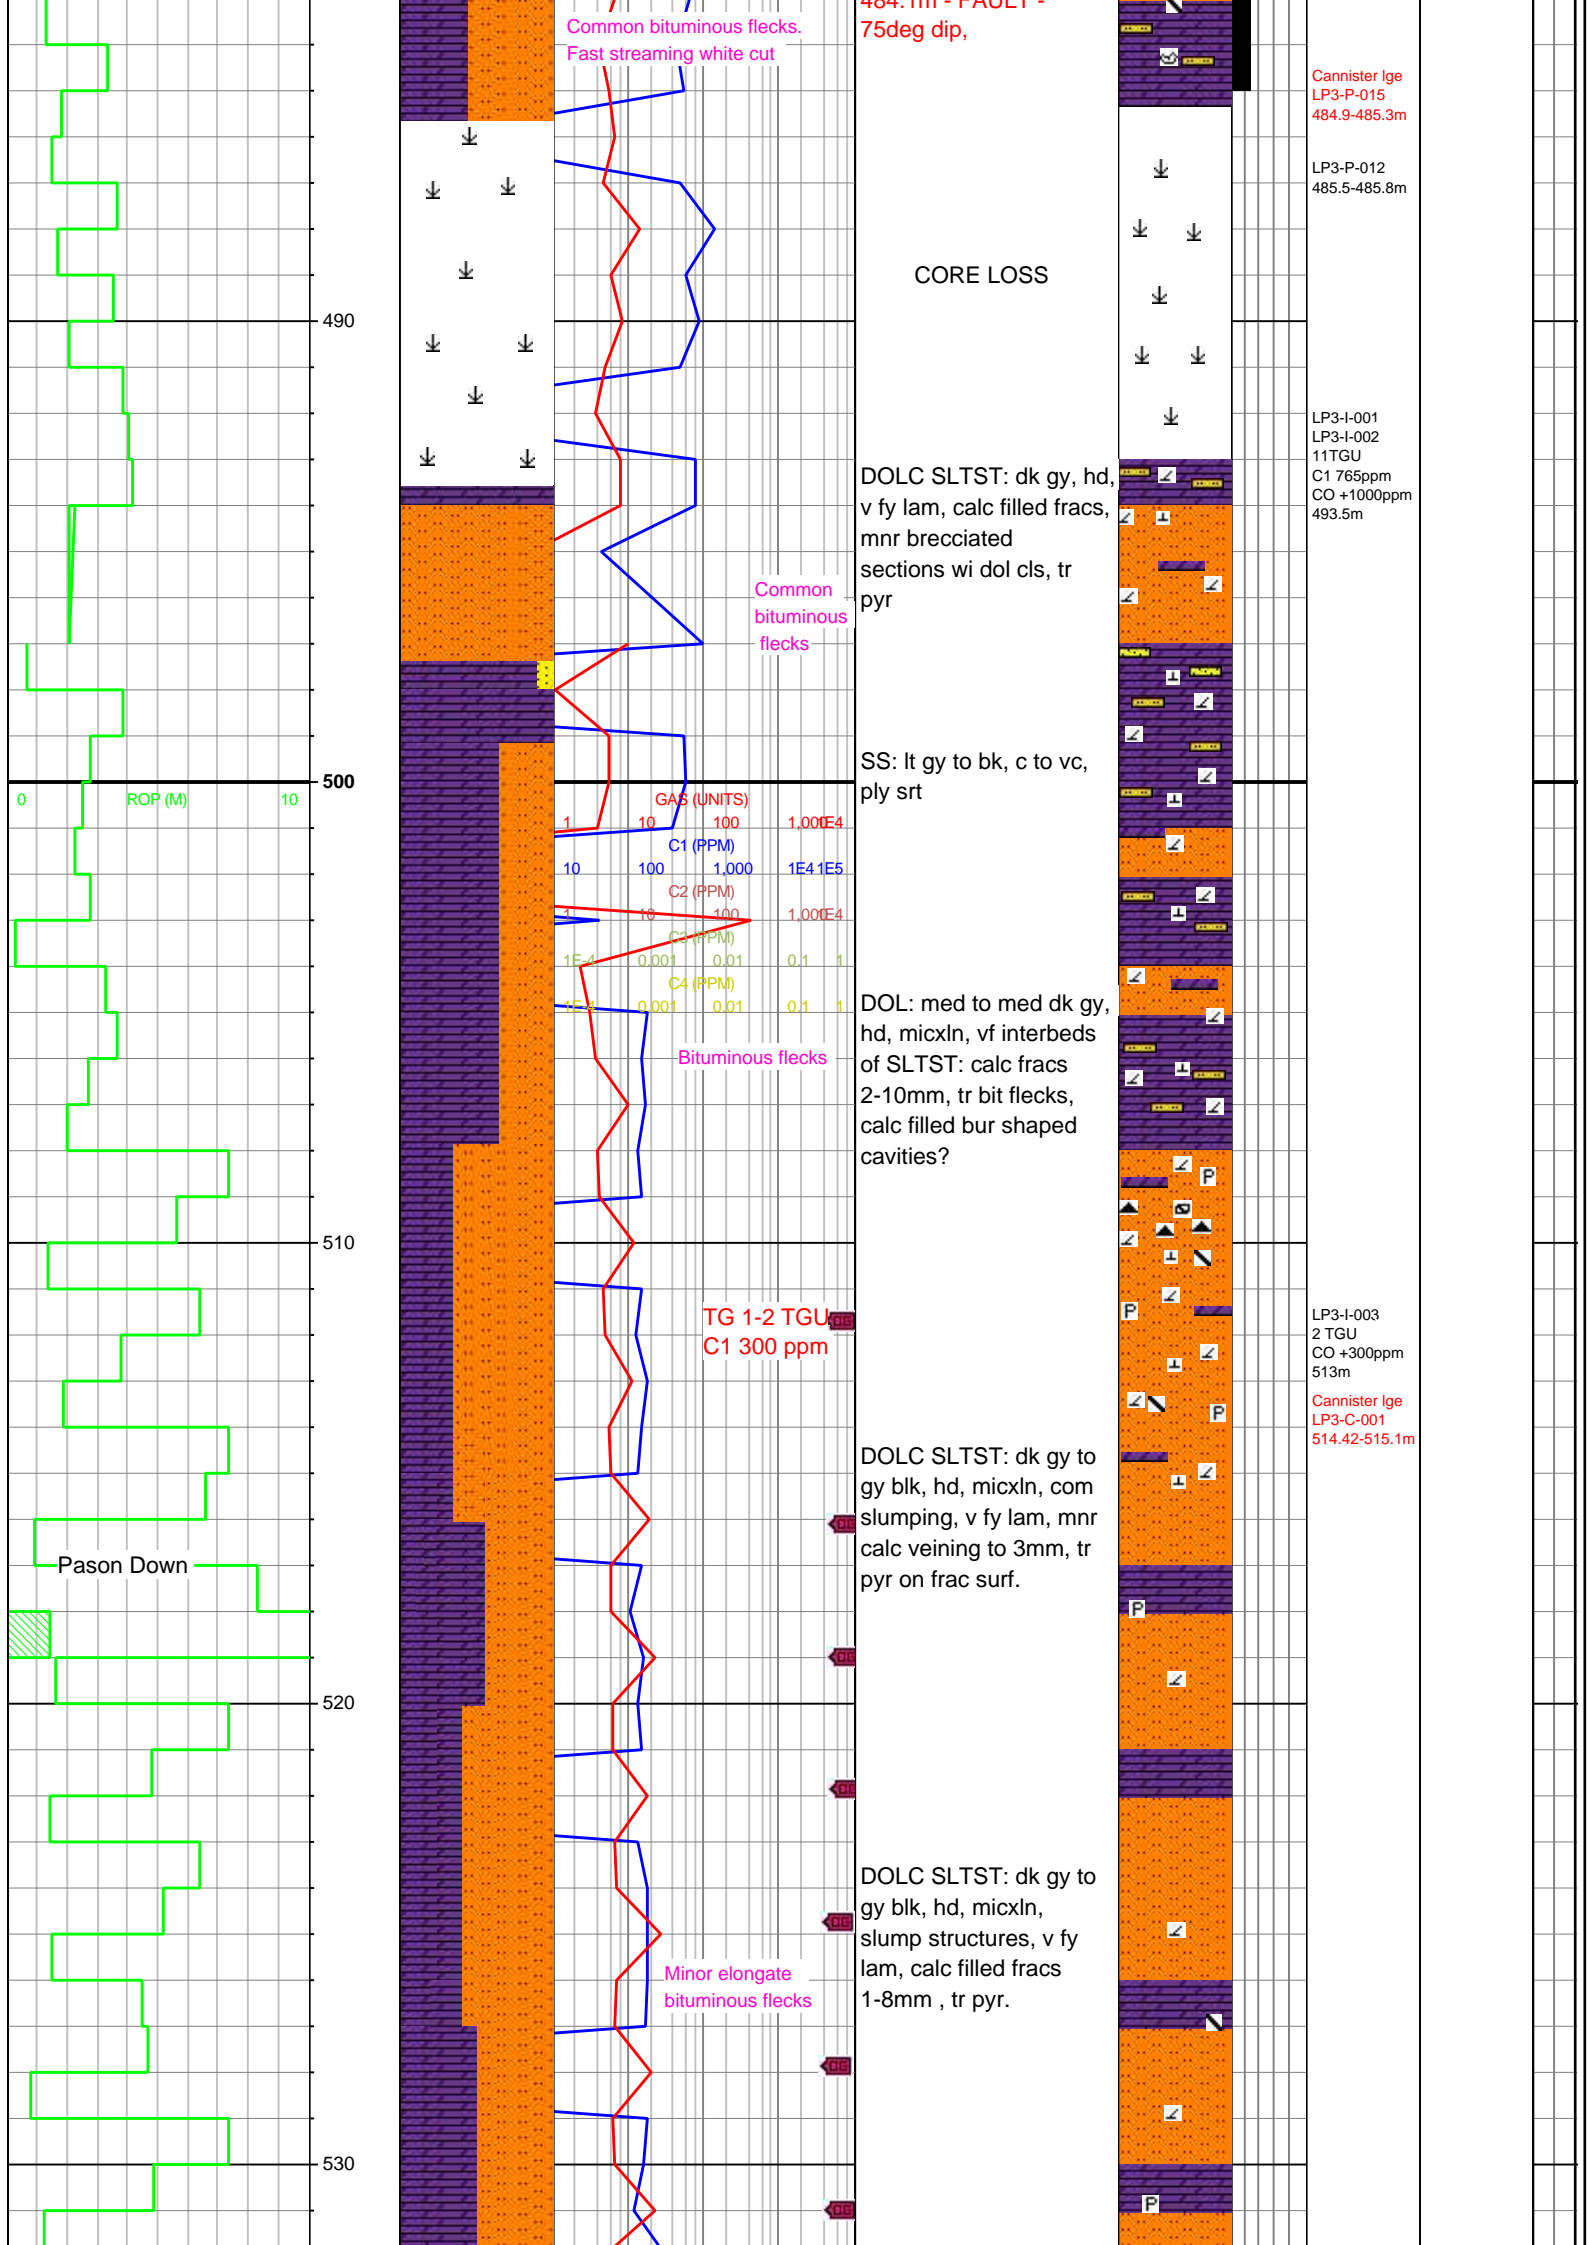 484.1m - FAULT -
75deg dip,
Common bituminous flecks.
Fast streaming white cut
Cannister lge
LP3-P-015
484.9-485.3m
LP3-P-012
485.5-485.8m
CORE LOSS
490
LP3-I-001
LP3-I-002
11TGU
C1 765ppm
CO +1000ppm
493.5m
DOLC SLTST: dk gy, hd,
v fy lam, calc filled fracs,
mnr brecciated
sections wi dol cls, tr
pyr
Common
bituminous
flecks
SS: lt gy to bk, c to vc,
ply srt
500
0 ROP (M) 10
GAS (UNITS)
1 10 100 1,000 1E4
C1 (PPM)
10 100 1,000 1E4 1E5
C2 (PPM)
1 10 100 1,000 1E4
C3 (PPM)
1E-4 0.001 0.01 0.1 1
C4 (PPM)
1E-4 0.001 0.01 0.1 1
DOL: med to med dk gy,
hd, micxln, vf interbeds
of SLTST: calc fracs
2-10mm, tr bit flecks,
calc filled bur shaped
cavities?
Bituminous flecks
P
510
P
TG 1-2 TGU
C1 300 ppm
CG
LP3-I-003
2 TGU
CO +300ppm
513m
Cannister lge
LP3-C-001
514.42-515.1m
P
DOLC SLTST: dk gy to
gy blk, hd, micxln, com
slumping, v fy lam, mnr
calc veining to 3mm, tr
pyr on frac surf.
CG
Pason Down
P
CG
520
CG
DOLC SLTST: dk gy to
gy blk, hd, micxln,
slump structures, v fy
lam, calc filled fracs
1-8mm , tr pyr.
CG
Minor elongate
bituminous flecks
CG
530
P
CG